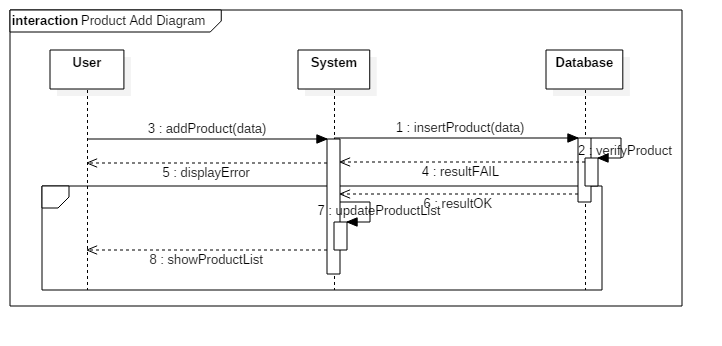 interaction Product Add Diagram
User
System
Database
3 : addProduct(data)
1 : insertProduct(data)
2 : verifyProduct
5 : displayError
4 : resultFAIL
6 : resultOK
7 : updateProductList
8 : showProductList